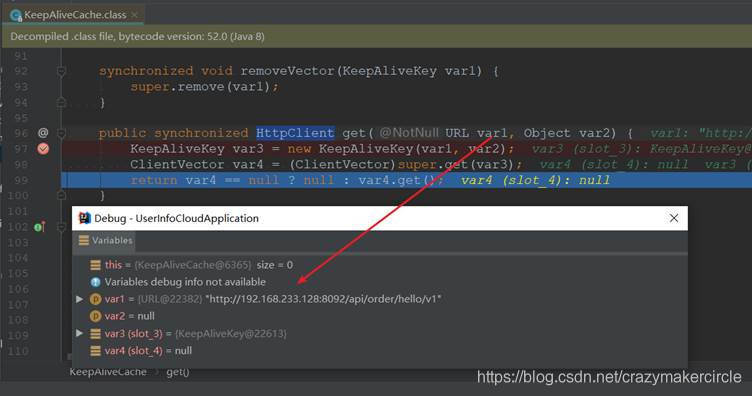 KeepAliveCache.class ×
Decompiled .class file, bytecode version: 52.0 (Java 8)
91
92 synchronized void removeVector(KeepAliveKey var1) {
93 super.remove(var1);
94 }
95
96 @ public synchronized HttpClient get( @NotNull URL var1, Object var2) { var1: "http:/
97 KeepAliveKey var3 = new KeepAliveKey(var1, var2); var3 (slot_3): KeepAliveKey@
98 ClientVector var4 = (ClientVector)super.get(var3); var4 (slot_4): null var3 (
99 return var4 == null ? null : var4.get(); var4 (slot_4): null
100 }
101
102
103
104
105
106
107
108
109
110
Debug - UserInfoCloudApplication
Variables
this = {KeepAliveCache@6365} size = 0
Variables debug info not available
var1 = {URL@22382} "http://192.168.233.128:8092/api/order/hello/v1"
var2 = null
var3 (slot_3) = {KeepAliveKey@22613}
var4 (slot_4) = null
KeepAliveCache › get()
https://blog.csdn.net/crazymakercircle